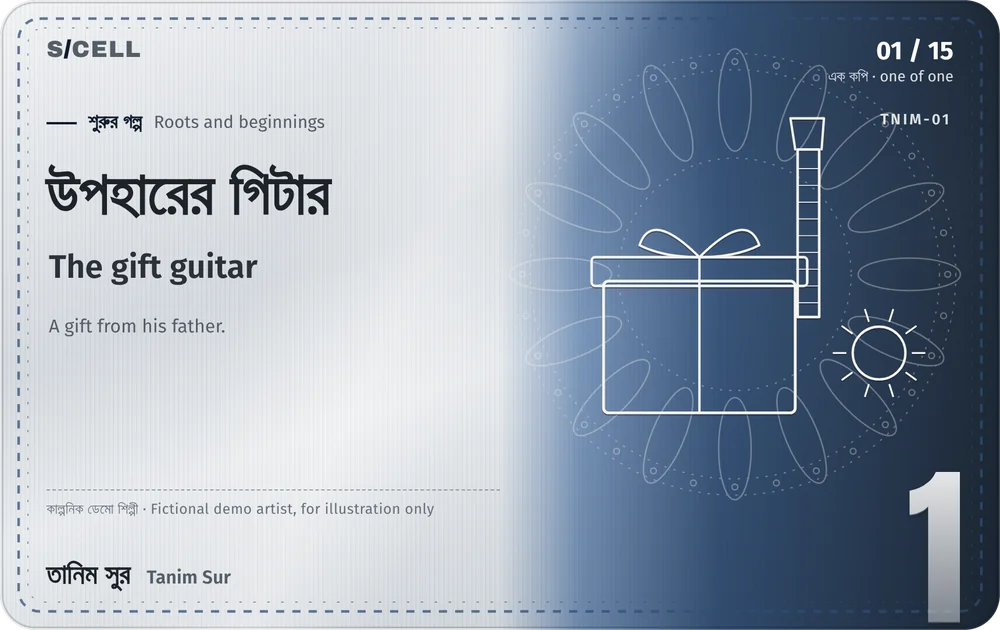 S/CELL
01 / 15
এক কপি · one of one
TNIM-01
শুরুর গল্প Roots and beginnings
উপহারের গিটার
The gift guitar
A gift from his father.
কাল্পনিক ডেমো শিল্পী · Fictional demo artist, for illustration only
তানিম সুর Tanim Sur
1